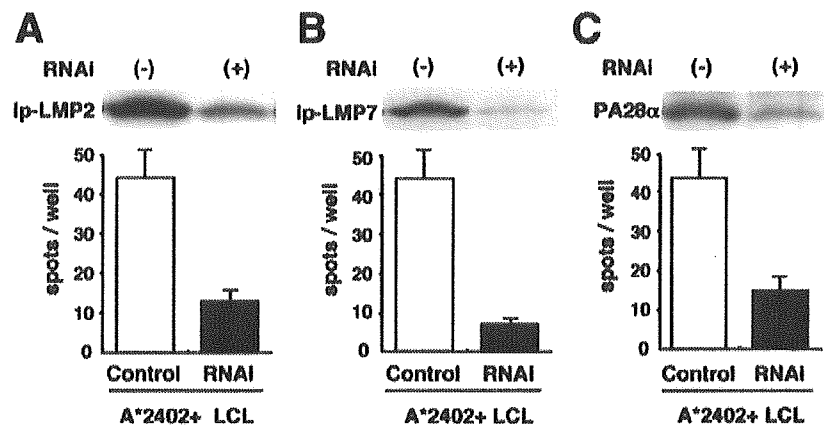 A
RNAi (-) (+)
ip-LMP2
50
40
30
20
10
0
spots / well
Control RNAi
A*2402+ LCL
B
RNAi (-) (+)
ip-LMP7
50
40
30
20
10
0
spots / well
Control RNAi
A*2402+ LCL
C
RNAi (-) (+)
PA28α
50
40
30
20
10
0
spots / well
Control RNAi
A*2402+ LCL